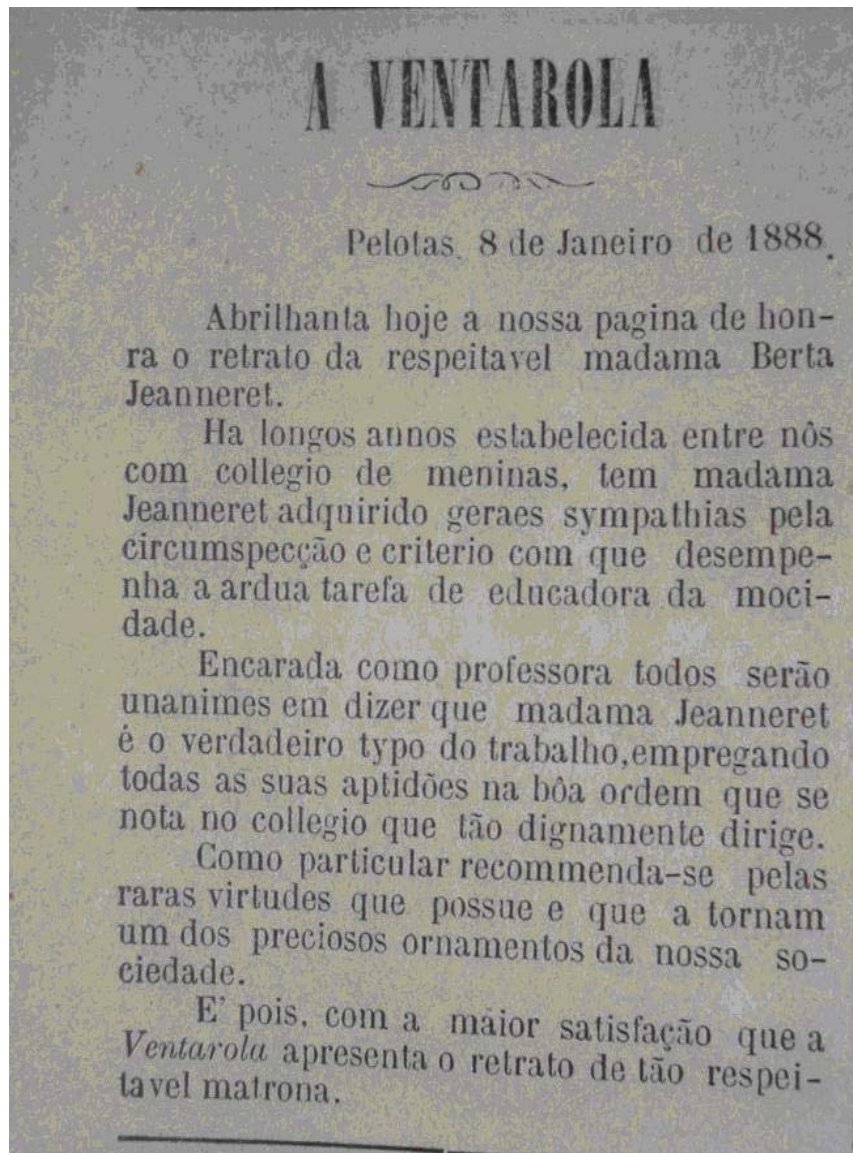 A VENTAROLA
Pelotas, 8 de Janeiro de 1888.
Abrilhanta hoje a nossa pagina de hon-
ra o retrato da respeitavel madama Berta
Jeanneret.
Ha longos annos estabelecida entre nôs
com collegio de meninas, tem madama
Jeanneret adquirido geraes sympathias pela
circumspecção e criterio com que desempe-
nha a ardua tarefa de educadora da moci-
dade.
Encarada como professora todos serão
unanimes em dizer que madama Jeanneret
é o verdadeiro typo do trabalho,empregando
todas as suas aptidões na bôa ordem que se
nota no collegio que tão dignamente dirige.
Como particular recommenda-se pelas
raras virtudes que possue e que a tornam
um dos preciosos ornamentos da nossa so-
ciedade.
E' pois, com a maior satisfação que a
Ventarola apresenta o retrato de tão respei-
tavel matrona.